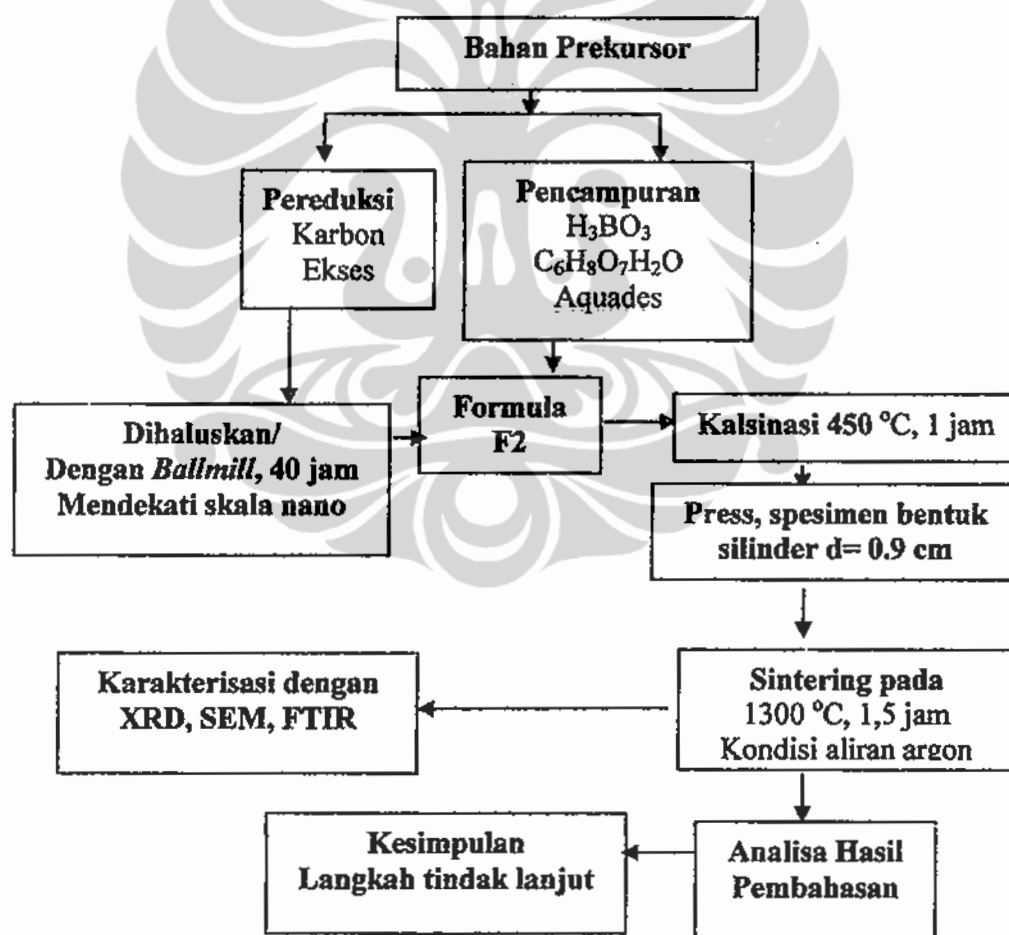 Bahan Prekursor
Pereduksi
Karbon
Ekses
Pencampuran
H₃BO₃
C₆H₈O₇H₂O
Aquades
Dihaluskan/
Dengan Ballmill, 40 jam
Mendekati skala nano
Formula
F2
Kalsinasi 450 °C, 1 jam
Press, spesimen bentuk
silinder d= 0.9 cm
Sintering pada
1300 °C, 1,5 jam
Kondisi aliran argon
Karakterisasi dengan
XRD, SEM, FTIR
Analisa Hasil
Pembahasan
Kesimpulan
Langkah tindak lanjut